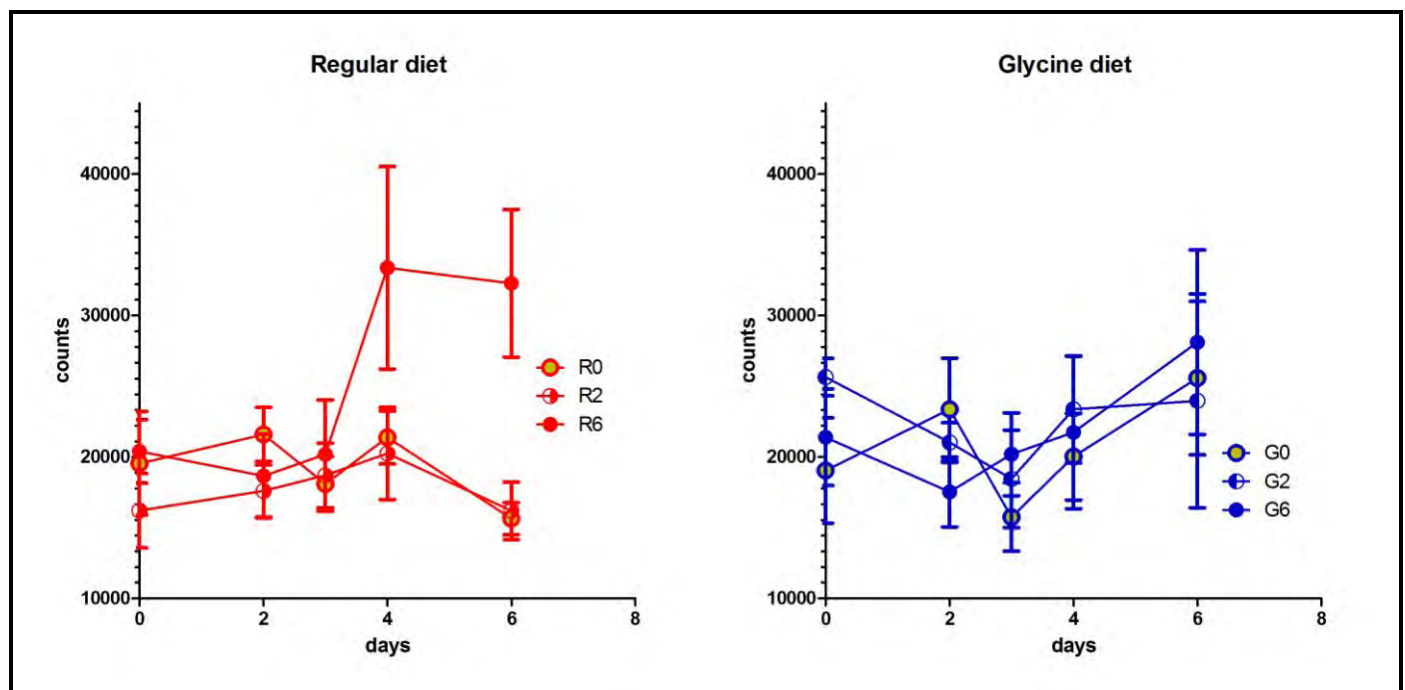 Regular diet
counts
40000
30000
20000
10000
0 2 4 6 8
days
R0
R2
R6
Glycine diet
counts
40000
30000
20000
10000
0 2 4 6 8
days
G0
G2
G6